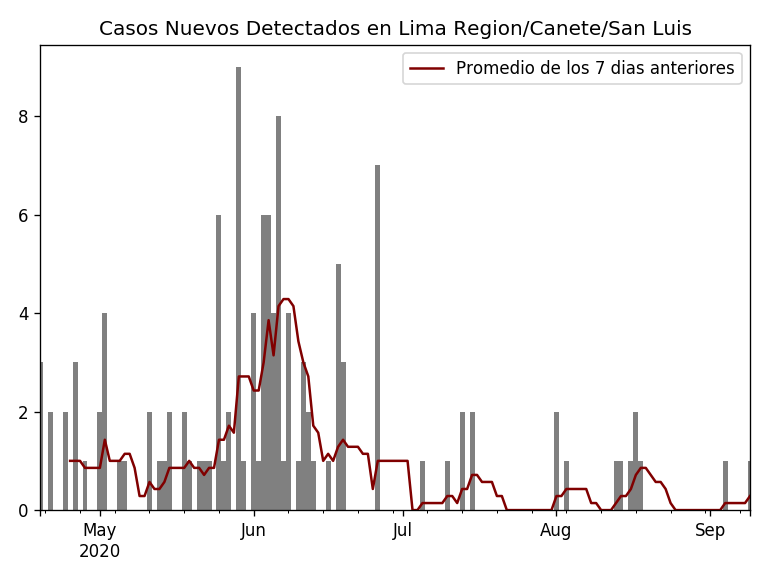 Casos Nuevos Detectados en Lima Region/Canete/San Luis
Promedio de los 7 dias anteriores
8
6
4
2
0
May Jun Jul Aug Sep
2020